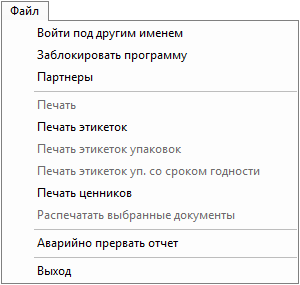 Файл
Войти под другим именем
Заблокировать программу
Партнеры
Печать
Печать этикеток
Печать этикеток упаковок
Печать этикеток уп. со сроком годности
Печать ценников
Распечатать выбранные документы
Аварийно прервать отчет
Выход